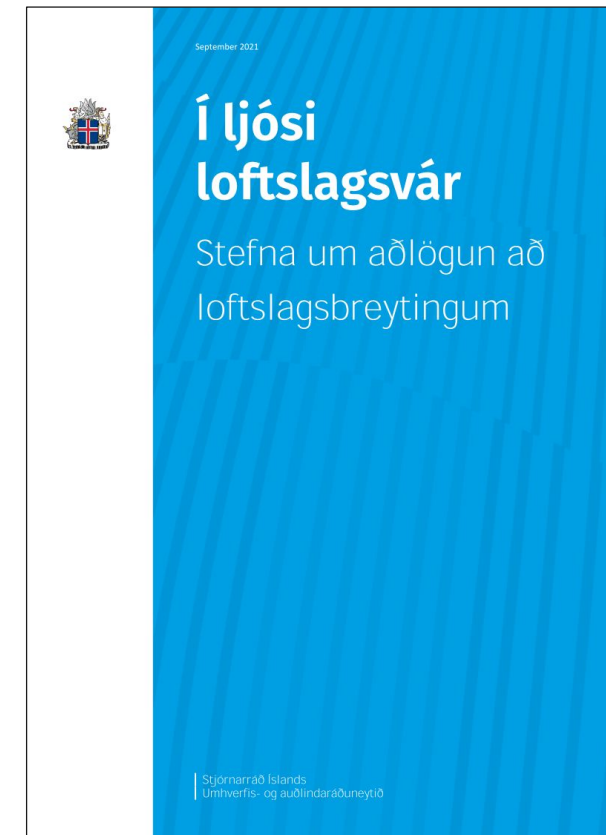 September 2021
Í ljósi
loftslagsvár
Stefna um aðlögun að
loftslagsbreytingum
Stjórnarráð Íslands
Umhverfis- og auðlindaráðuneytið